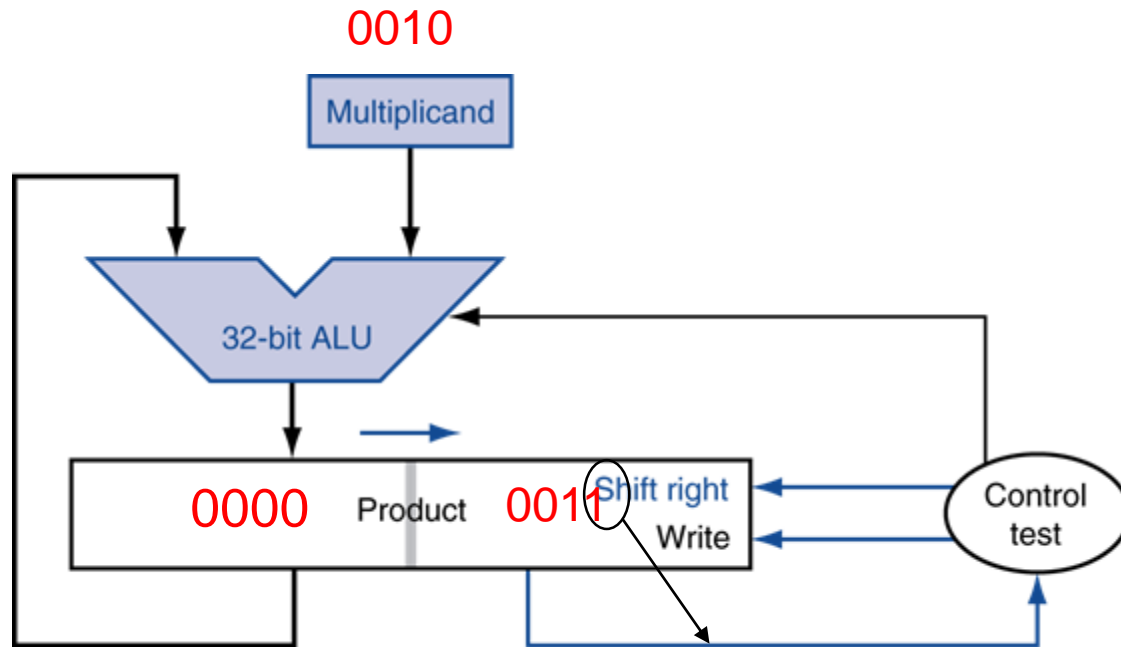 0010
Multiplicand
32-bit ALU
0000 Product 0011 Shift right
Write
Control
test